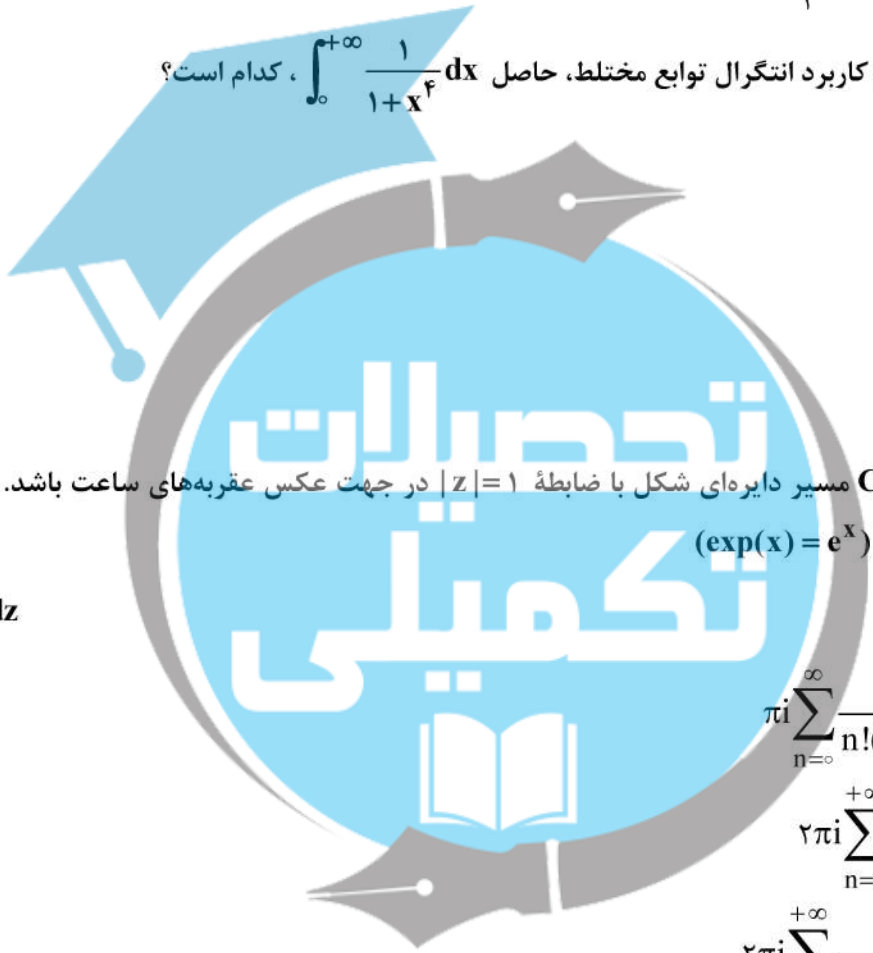 ۱
کاربرد انتگرال توابع مختلط، حاصل ∫₀^{+∞} ۱/(۱+x^۴) dx ، کدام است؟
C مسیر دایره‌ای شکل با ضابطهٔ |z|=۱ در جهت عکس عقربه‌های ساعت باشد.
(exp(x) = e^x)
dz
تحصیلات
تکمیلی
πi ∑_{n=۰}^{∞} n!(
۲πi ∑_{n=}^{+∞}
۲πi ∑^{+∞}